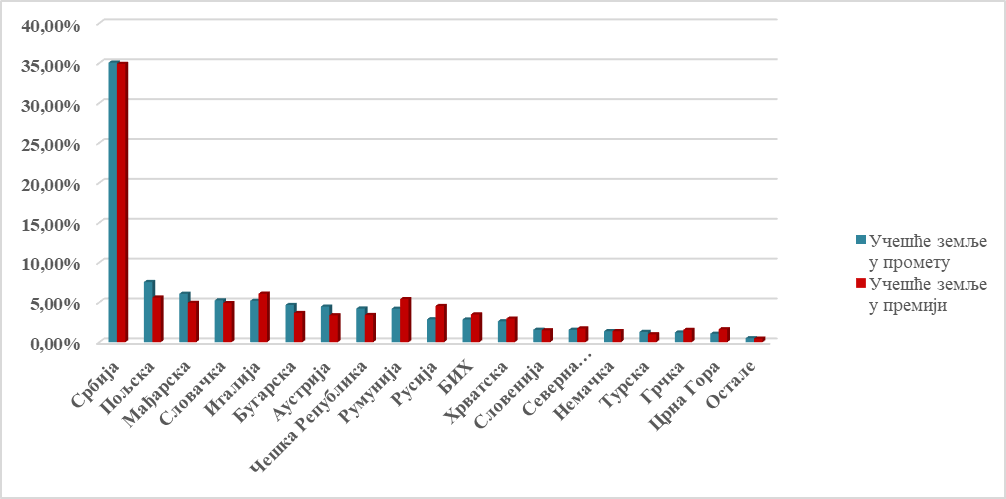 40,00%
35,00%
30,00%
25,00%
20,00%
15,00%
10,00%
5,00%
0,00%
Србија
Пољска
Мађарска
Словачка
Италија
Бугарска
Аустрија
Чешка Република
Румунија
Русија
БИХ
Хрватска
Словенија
Северна…
Немачка
Турска
Грчка
Црна Гора
Остале
Учешће земље
у промету
Учешће земље
у премији